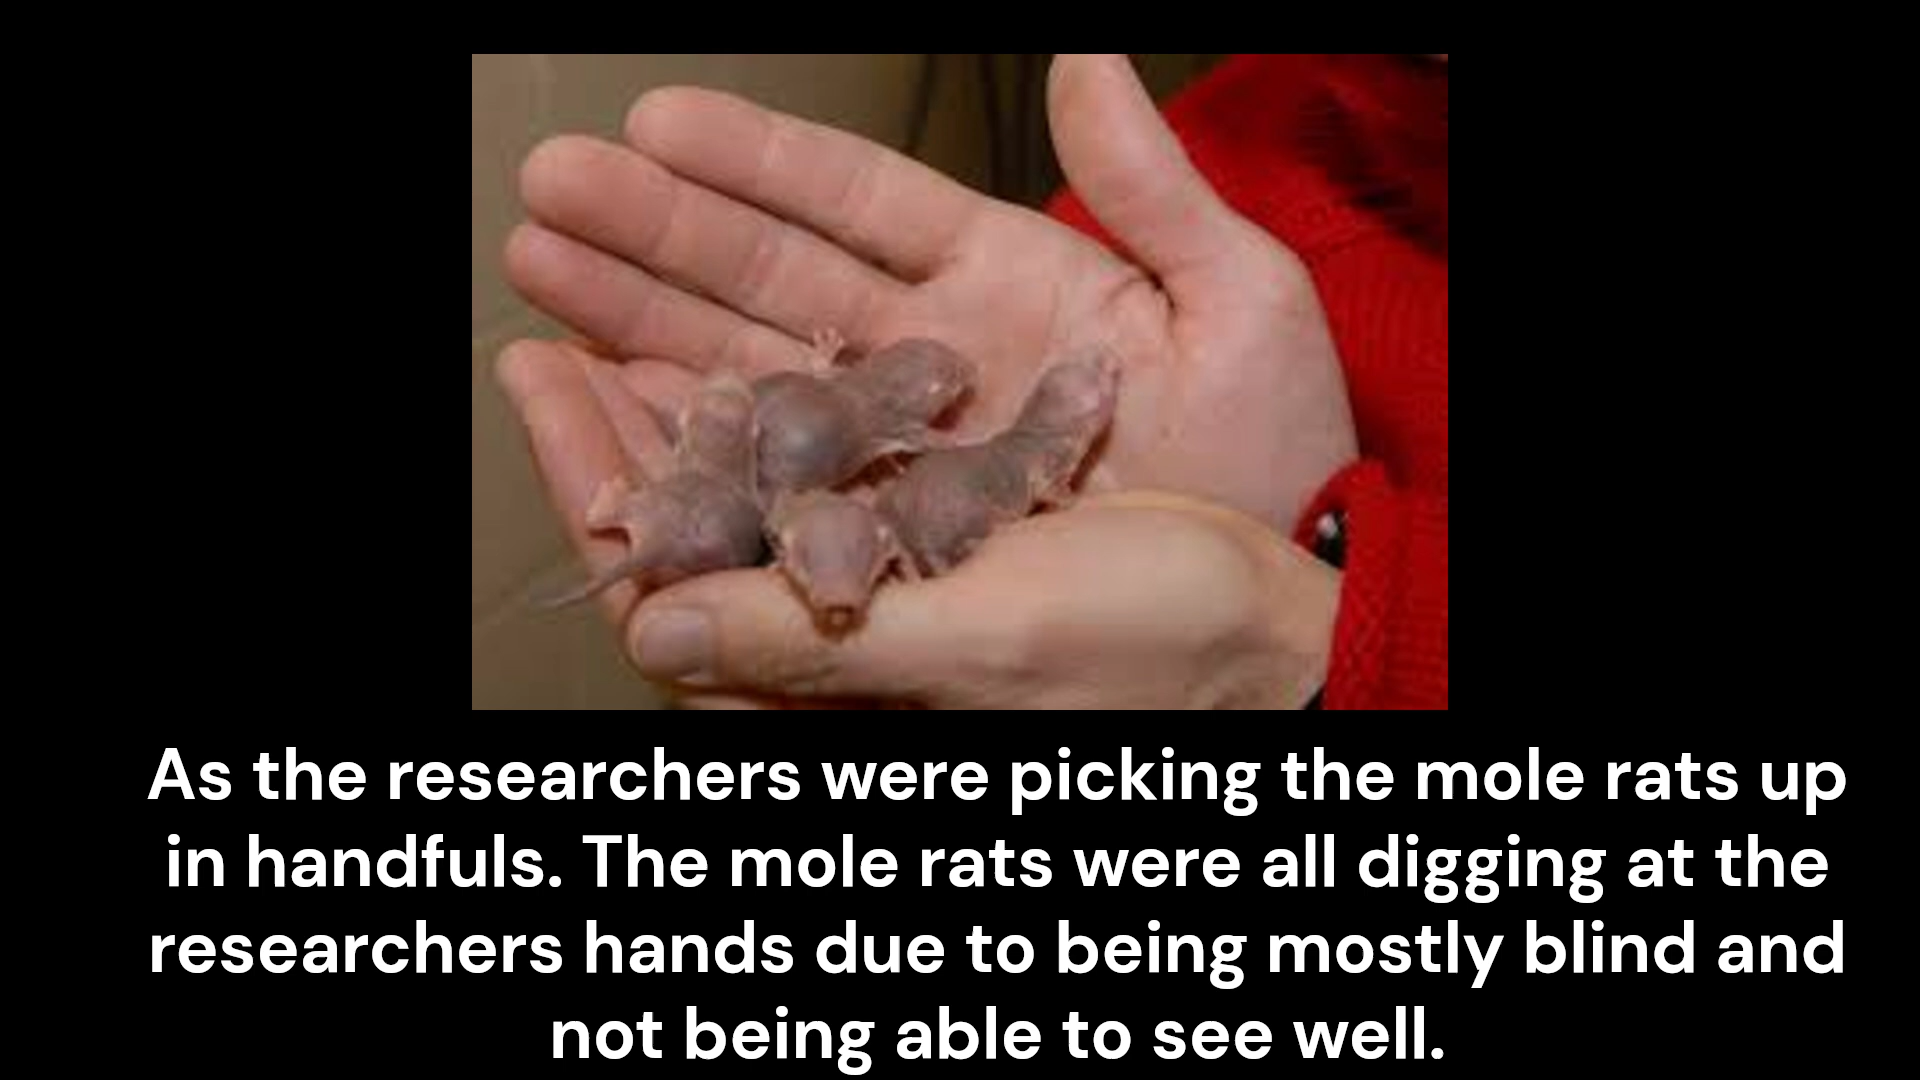 As the researchers were picking the mole rats up
in handfuls. The mole rats were all digging at the
researchers hands due to being mostly blind and
not being able to see well.